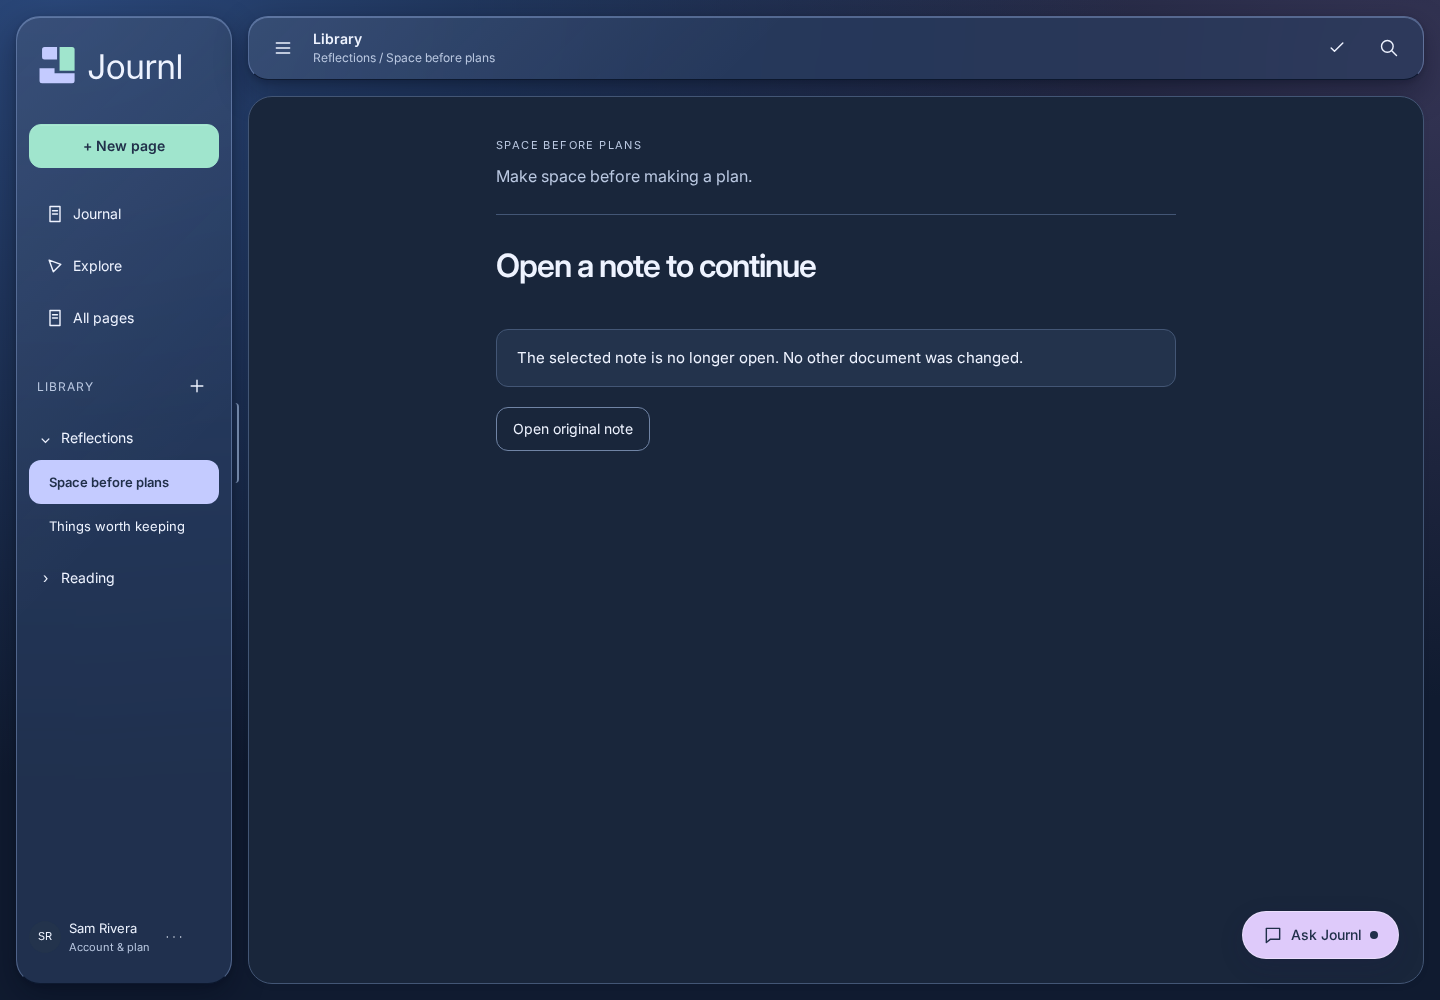 Journl
+ New page
Journal
Explore
All pages
LIBRARY
Reflections
Space before plans
Things worth keeping
Reading
SR
Sam Rivera
Account & plan
...
Library
Reflections / Space before plans
SPACE BEFORE PLANS
Make space before making a plan.
Open a note to continue
The selected note is no longer open. No other document was changed.
Open original note
Ask Journl